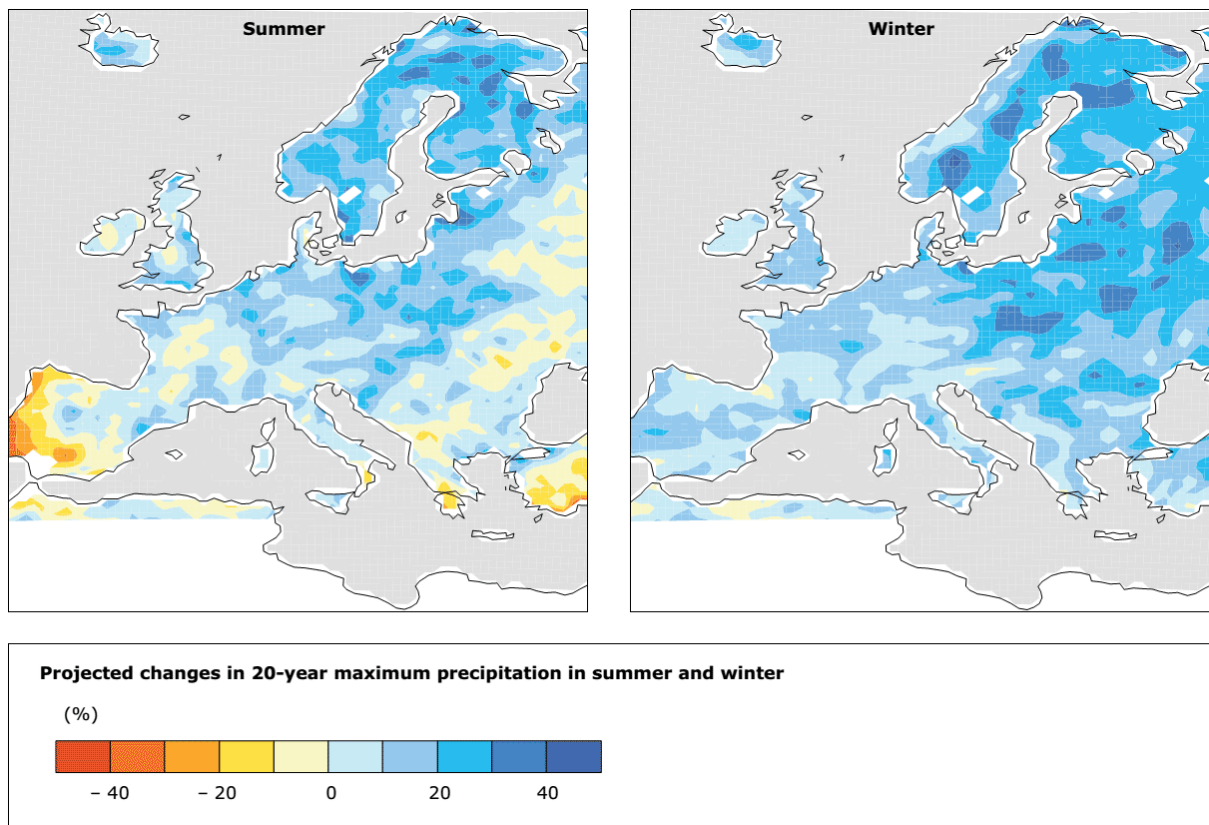 Summer
Winter
Projected changes in 20-year maximum precipitation in summer and winter
(%)
– 40 – 20 0 20 40